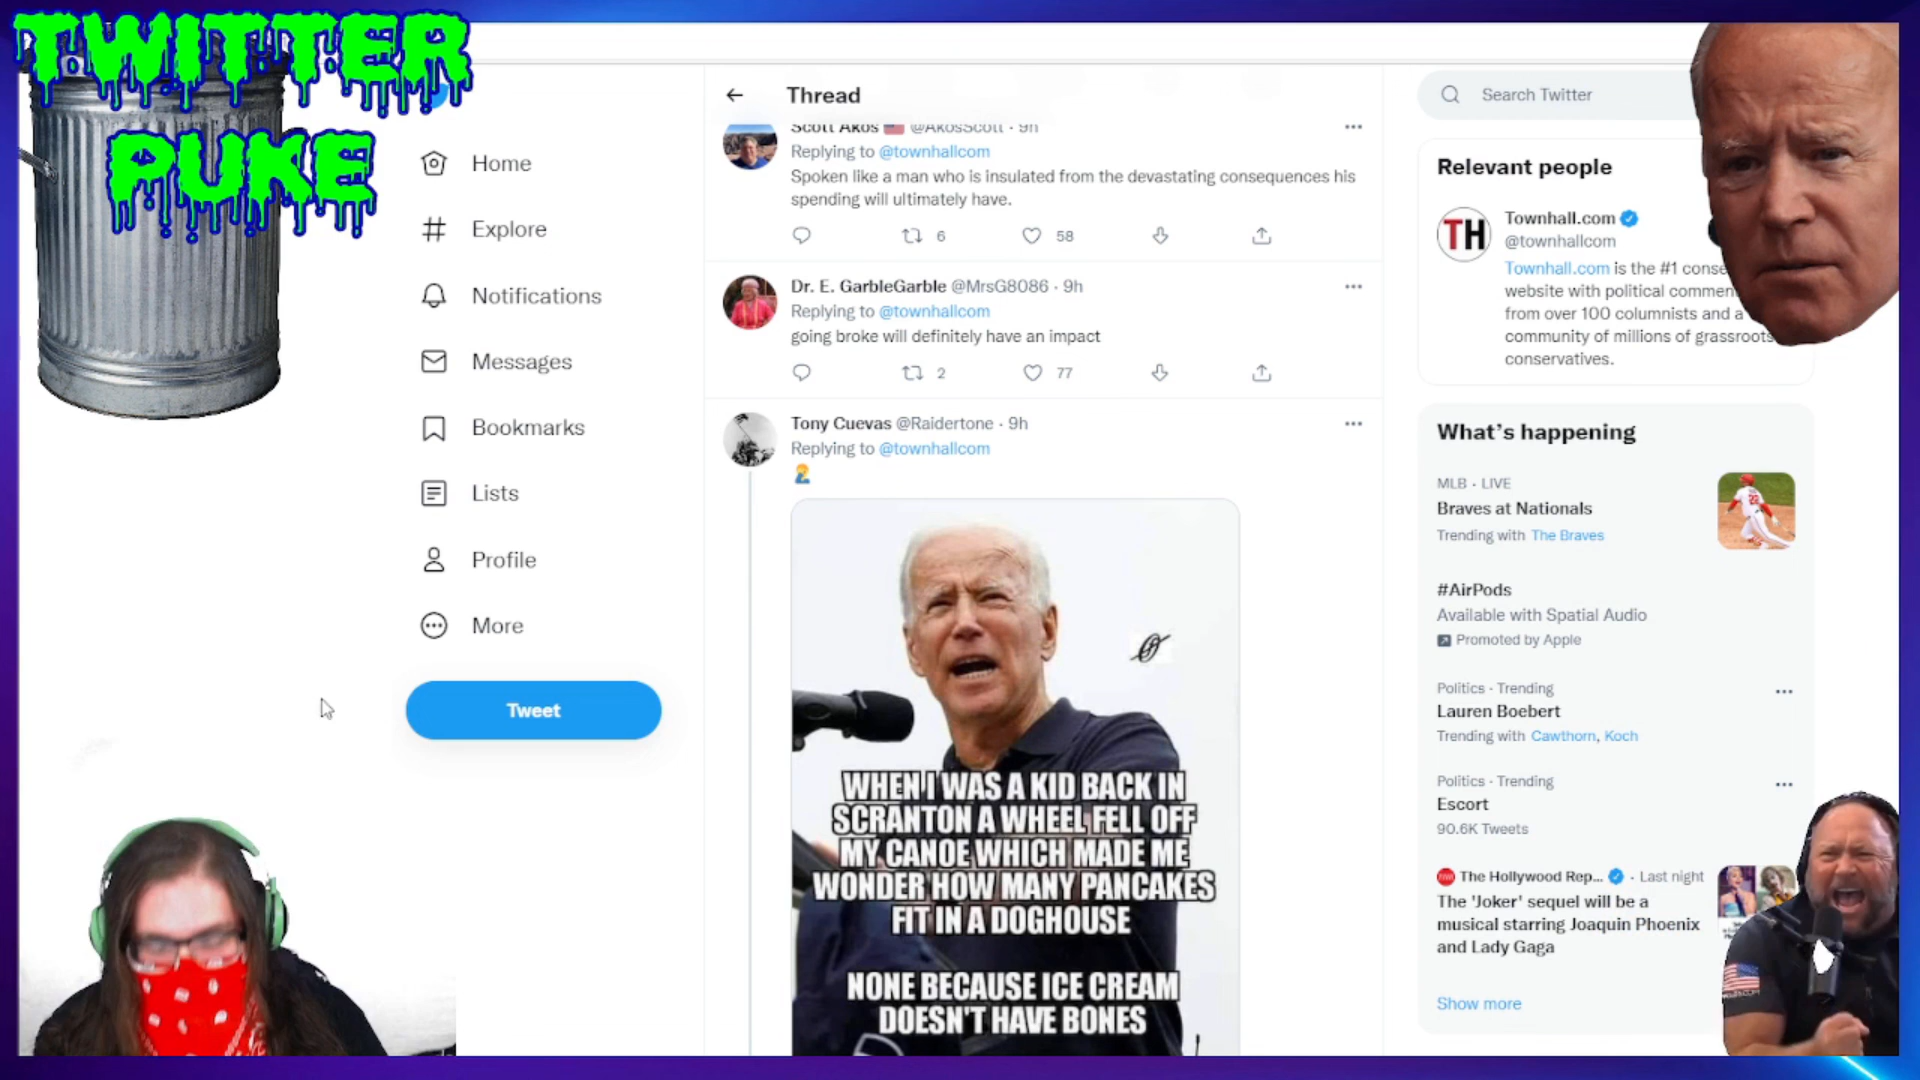 TWITTER
PUKE
Home
Explore
Notifications
Messages
Bookmarks
Lists
Profile
More
Tweet
Thread
Scott Akos @AkosScott · 9h
Replying to @townhallcom
Spoken like a man who is insulated from the devastating consequences his
spending will ultimately have.
6 58
Dr. E. GarbleGarble @MrsG8086 · 9h
Replying to @townhallcom
going broke will definitely have an impact
2 77
Tony Cuevas @Raidertone · 9h
Replying to @townhallcom
WHEN I WAS A KID BACK IN
SCRANTON A WHEEL FELL OFF
MY CANOE WHICH MADE ME
WONDER HOW MANY PANCAKES
FIT IN A DOGHOUSE
NONE BECAUSE ICE CREAM
DOESN'T HAVE BONES
Search Twitter
Relevant people
TH
Townhall.com
@townhallcom
Townhall.com is the #1 conse
website with political commen
from over 100 columnists and a
community of millions of grassroots
conservatives.
What's happening
MLB · LIVE
Braves at Nationals
Trending with The Braves
#AirPods
Available with Spatial Audio
Promoted by Apple
Politics · Trending
Lauren Boebert
Trending with Cawthorn, Koch
Politics · Trending
Escort
90.6K Tweets
The Hollywood Rep... · Last night
The 'Joker' sequel will be a
musical starring Joaquin Phoenix
and Lady Gaga
Show more